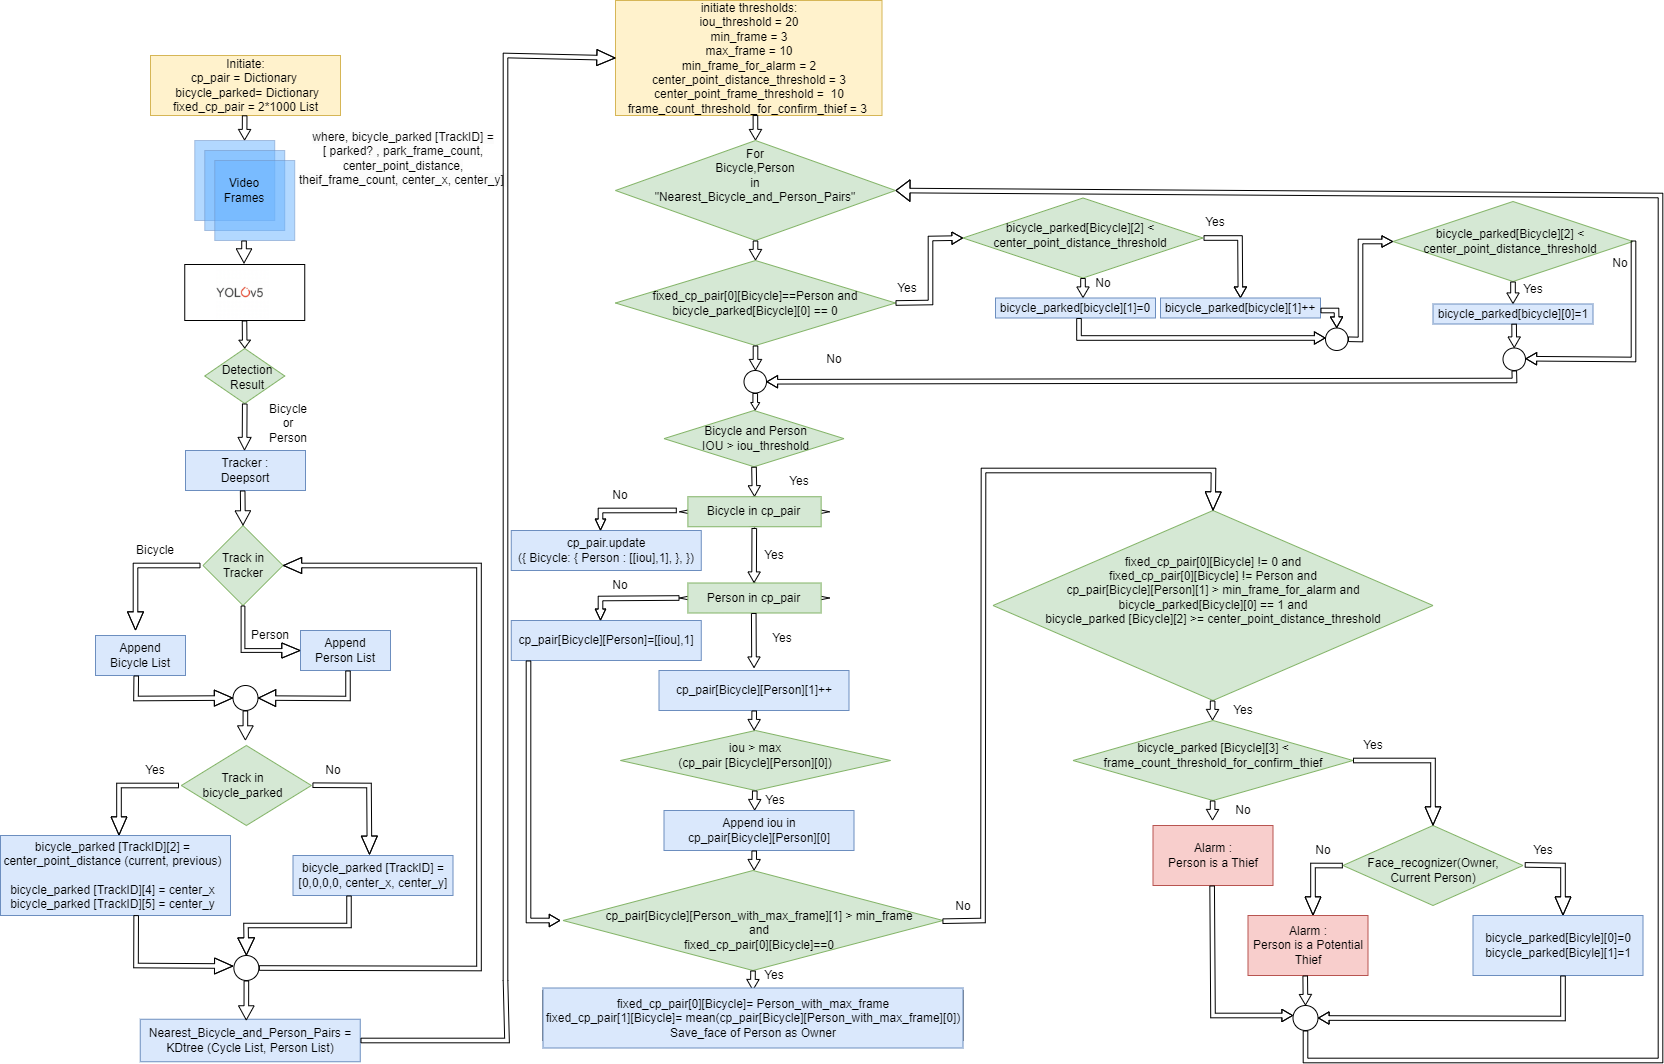 Initiate:
cp_pair = Dictionary
bicycle_parked= Dictionary
fixed_cp_pair = 2*1000 List
where, bicycle_parked [TrackID] =
[ parked? , park_frame_count,
center_point_distance,
theif_frame_count, center_x, center_y]
Video
Frames
YOLOv5
Detection
Result
Bicycle
or
Person
Tracker :
Deepsort
Track in
Tracker
Bicycle
Person
Append
Bicycle List
Append
Person List
Track in
bicycle_parked
Yes
No
bicycle_parked [TrackID][2] =
center_point_distance (current, previous)
bicycle_parked [TrackID][4] = center_x
bicycle_parked [TrackID][5] = center_y
bicycle_parked [TrackID] =
[0,0,0,0, center_x, center_y]
Nearest_Bicycle_and_Person_Pairs =
KDtree (Cycle List, Person List)
initiate thresholds:
iou_threshold = 20
min_frame = 3
max_frame = 10
min_frame_for_alarm = 2
center_point_distance_threshold = 3
center_point_frame_threshold =  10
frame_count_threshold_for_confirm_thief = 3
For
Bicycle,Person
in
"Nearest_Bicycle_and_Person_Pairs"
fixed_cp_pair[0][Bicycle]==Person and
bicycle_parked[Bicycle][0] == 0
Yes
No
bicycle_parked[Bicycle][2] <
center_point_distance_threshold
Yes
No
bicycle_parked[bicycle][1]=0
bicycle_parked[bicycle][1]++
bicycle_parked[Bicycle][2] <
center_point_distance_threshold
No
Yes
bicycle_parked[bicycle][0]=1
Bicycle and Person
IOU > iou_threshold
Yes
Bicycle in cp_pair
No
cp_pair.update
({ Bicycle: { Person : [[iou],1], }, })
Yes
Person in cp_pair
No
cp_pair[Bicycle][Person]=[[iou],1]
Yes
cp_pair[Bicycle][Person][1]++
iou > max
(cp_pair [Bicycle][Person][0])
Yes
Append iou in
cp_pair[Bicycle][Person][0]
cp_pair[Bicycle][Person_with_max_frame][1] > min_frame
and
fixed_cp_pair[0][Bicycle]==0
No
Yes
fixed_cp_pair[0][Bicycle]= Person_with_max_frame
fixed_cp_pair[1][Bicycle]= mean(cp_pair[Bicycle][Person_with_max_frame][0])
Save_face of Person as Owner
fixed_cp_pair[0][Bicycle] != 0 and
fixed_cp_pair[0][Bicycle] != Person and
cp_pair[Bicycle][Person][1] > min_frame_for_alarm and
bicycle_parked[Bicycle][0] == 1 and
bicycle_parked [Bicycle][2] >= center_point_distance_threshold
Yes
bicycle_parked [Bicycle][3] <
frame_count_threshold_for_confirm_thief
Yes
No
Alarm :
Person is a Thief
Face_recognizer(Owner,
Current Person)
No
Yes
Alarm :
Person is a Potential
Thief
bicycle_parked[Bicyle][0]=0
bicycle_parked[Bicyle][1]=1